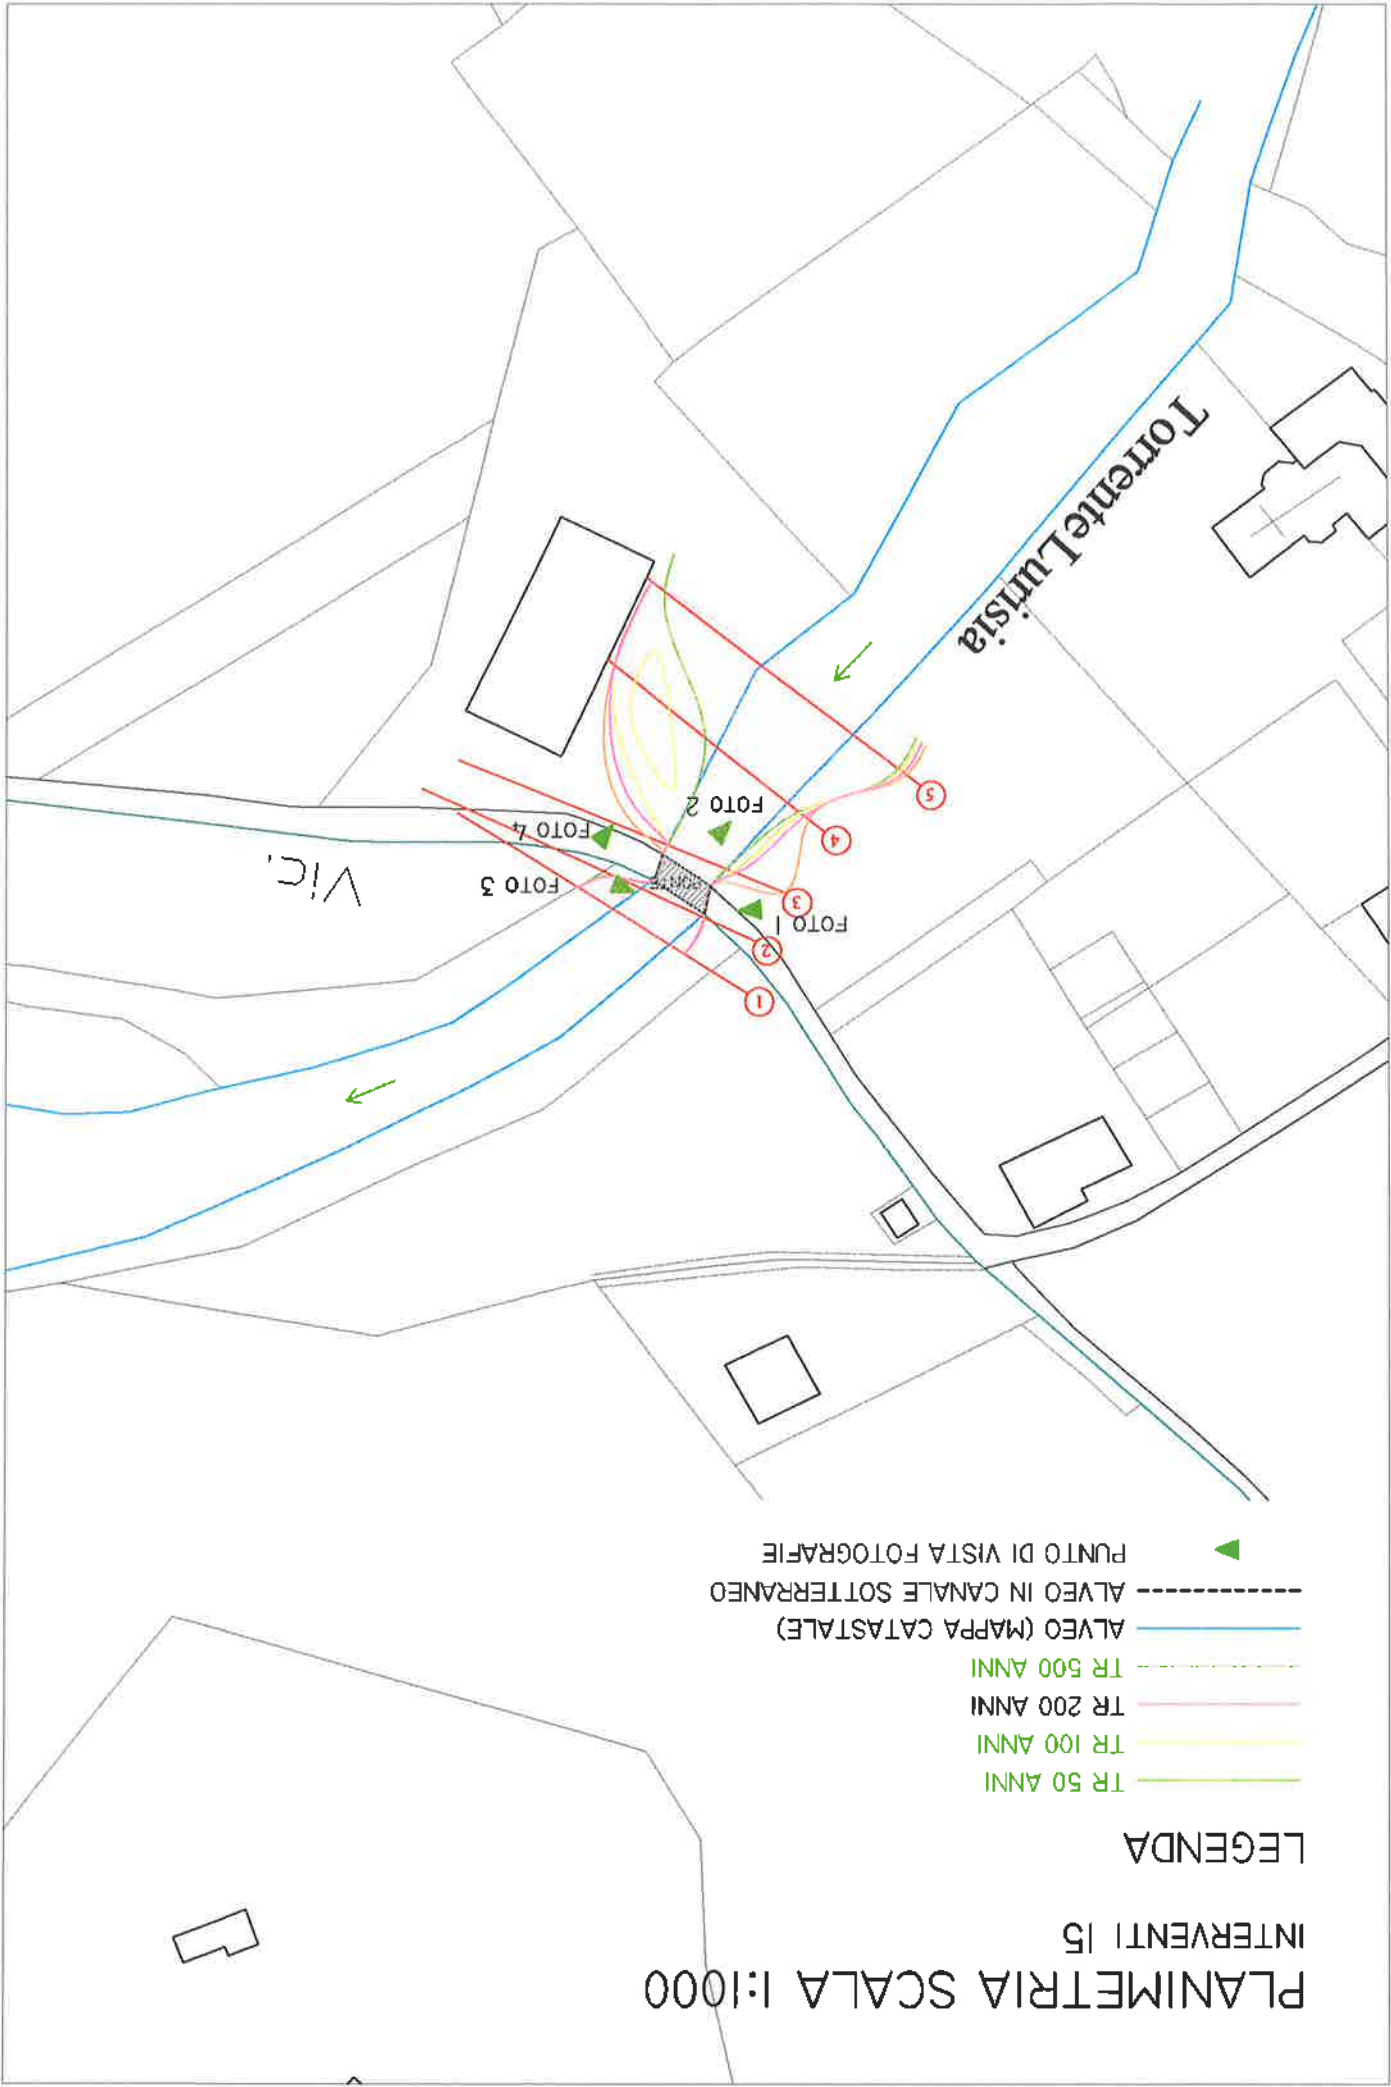 PLANIMETRIA SCALA 1:1000
INTERVENTI 15
LEGENDA
TR 50 ANNI
TR 100 ANNI
TR 200 ANNI
TR 500 ANNI
ALVEO (MAPPA CATASTALE)
ALVEO IN CANALE SOTTERRANEO
PUNTO DI VISTA FOTOGRAFIE
1
2
FOTO 1
3
PONTE
FOTO 3
Vic.
4
FOTO 4
FOTO 2
5
Torrente Lurisia